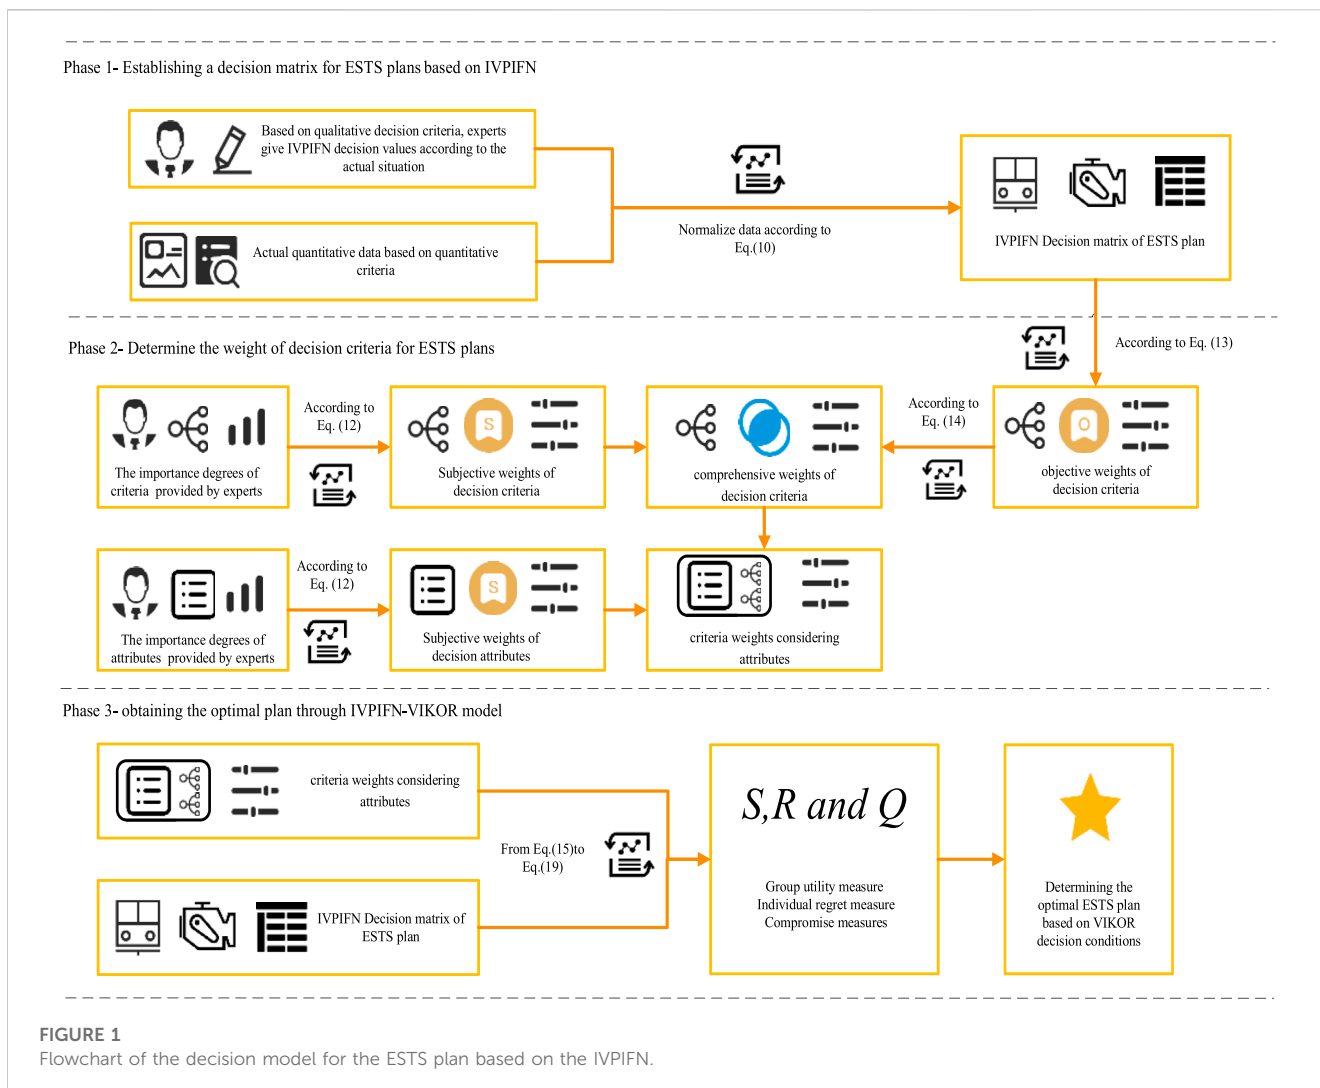 Phase 1- Establishing a decision matrix for ESTS plans based on IVPIFN
Based on qualitative decision criteria, experts
give IVPIFN decision values according to the
actual situation
Actual quantitative data based on quantitative
criteria
Normalize data according to
Eq.(10)
IVPIFN Decision matrix of ESTS plan
Phase 2- Determine the weight of decision criteria for ESTS plans
According to Eq. (13)
The importance degrees of
criteria provided by experts
According to
Eq. (12)
S
Subjective weights of
decision criteria
comprehensive weights of
decision criteria
According to
Eq. (14)
O
objective weights of
decision criteria
The importance degrees of
attributes provided by experts
According to
Eq. (12)
S
Subjective weights of
decision attributes
criteria weights considering
attributes
Phase 3- obtaining the optimal plan through IVPIFN-VIKOR model
criteria weights considering
attributes
IVPIFN Decision matrix of
ESTS plan
From Eq.(15)to
Eq.(19)
S,R and Q
Group utility measure
Individual regret measure
Compromise measures
Determining the
optimal ESTS plan
based on VIKOR
decision conditions
FIGURE 1
Flowchart of the decision model for the ESTS plan based on the IVPIFN.